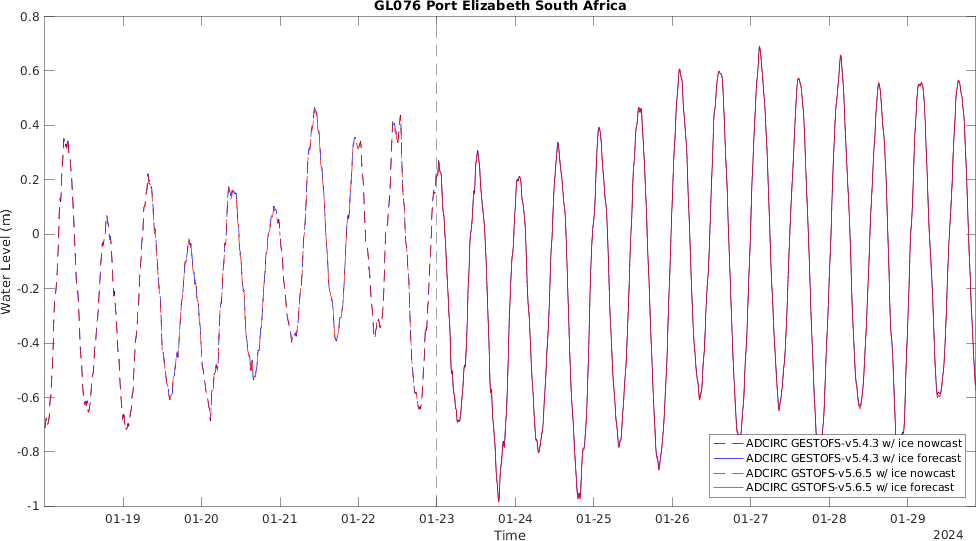 GL076 Port Elizabeth South Africa
0.8
0.6
0.4
0.2
0
-0.2
-0.4
-0.6
-0.8
-1
Water Level (m)
ADCIRC GESTOFS-v5.4.3 w/ ice nowcast
ADCIRC GESTOFS-v5.4.3 w/ ice forecast
ADCIRC GSTOFS-v5.6.5 w/ ice nowcast
ADCIRC GSTOFS-v5.6.5 w/ ice forecast
01-19 01-20 01-21 01-22 01-23 01-24 01-25 01-26 01-27 01-28 01-29
Time
2024